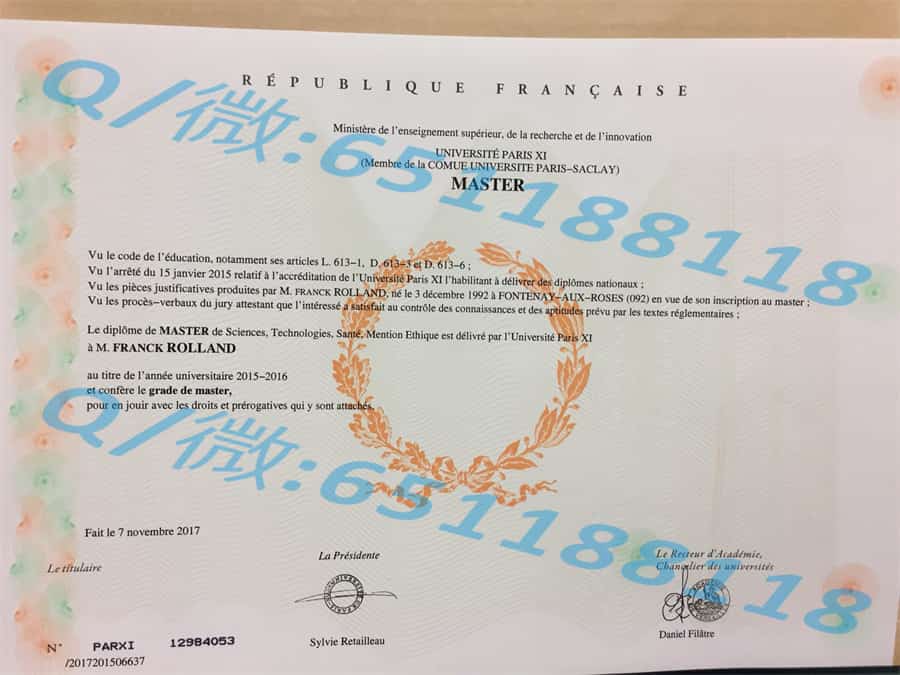 RÉPUBLIQUE FRANÇAISE
Ministère de l'enseignement supérieur, de la recherche et de l'innovation
UNIVERSITÉ PARIS XI
(Membre de la COMUE UNIVERSITE PARIS-SACLAY)
MASTER
Q/微:65118811 8
Vu le code de l'éducation, notamment ses articles L. 613-1, D. 613-3 et D. 613-6 ;
Vu l'arrêté du 15 janvier 2015 relatif à l'accréditation de l'Université Paris XI l'habilitant à délivrer des diplômes nationaux ;
Vu les pièces justificatives produites par M. FRANCK ROLLAND, né le 3 décembre 1992 à FONTENAY-AUX-ROSES (092) en vue de son inscription au master ;
Vu les procès-verbaux du jury attestant que l'intéressé a satisfait au contrôle des connaissances et des aptitudes prévu par les textes réglementaires ;
Le diplôme de MASTER de Sciences, Technologies, Santé, Mention Ethique est délivré par l'Université Paris XI
à M. FRANCK ROLLAND
au titre de l'année universitaire 2015-2016
et confère le grade de master,
pour en jouir avec les droits et prérogatives qui y sont attachés.
Q/微:651188118
Fait le 7 novembre 2017
Le titulaire
La Présidente
Le Recteur d'Académie,
Chancelier des universités
Sylvie Retailleau
Daniel Filâtre
N° PARXI 12984053
/2017201506637